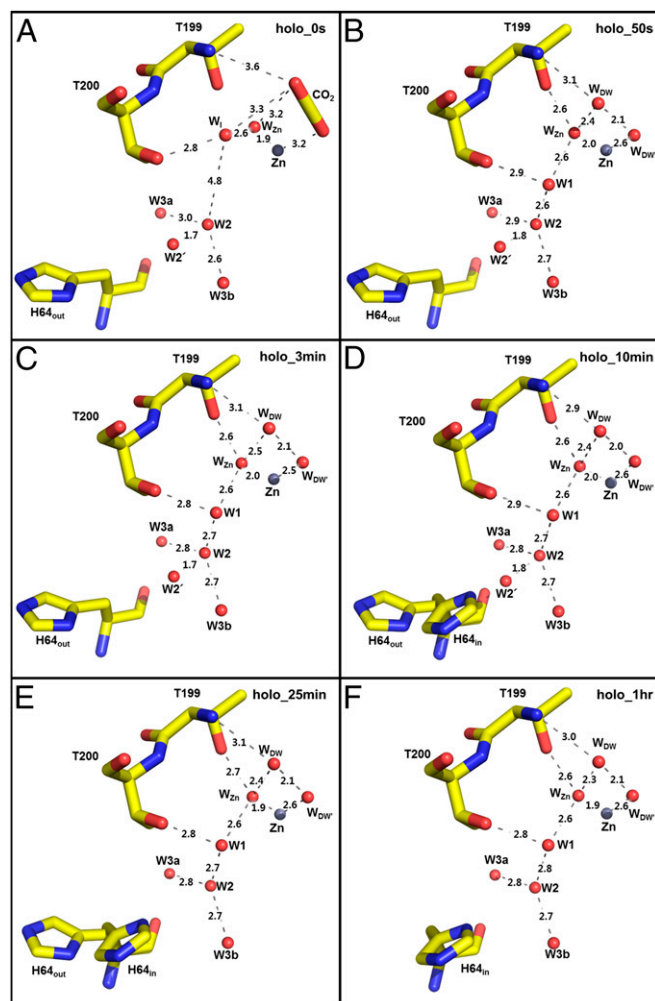 A
T199
holo_0s
T200
3.6
CO2
3.3
3.2
Wi
2.6
WZn
1.9
3.2
Zn
2.8
4.8
W3a
3.0
W2
1.7
W2´
2.6
W3b
H64out
B
T199
holo_50s
T200
3.1
WDW
2.6
2.4
2.1
WZn
2.0
2.6
WDW'
Zn
2.6
2.9
W1
2.6
W3a
2.9
W2
1.8
W2´
2.7
W3b
H64out
C
T199
holo_3min
T200
3.1
WDW
2.6
2.5
2.1
WZn
2.0
2.5
WDW'
Zn
2.6
2.8
W1
2.7
W3a
2.8
W2
1.7
W2´
2.7
W3b
H64out
D
T199
holo_10min
T200
2.9
WDW
2.6
2.4
2.0
WZn
2.0
2.6
WDW'
Zn
2.6
2.9
W1
2.7
W3a
2.8
W2
1.8
W2´
2.7
W3b
H64out
H64in
E
T199
holo_25min
T200
3.1
WDW
2.7
2.4
2.1
WZn
1.9
2.6
WDW'
Zn
2.6
2.8
W1
2.7
W3a
2.8
W2
2.7
W3b
H64out
H64in
F
T199
holo_1hr
T200
3.0
WDW
2.6
2.3
2.1
WZn
1.9
2.6
WDW'
Zn
2.6
2.8
W1
2.8
W3a
2.8
W2
2.7
W3b
H64in